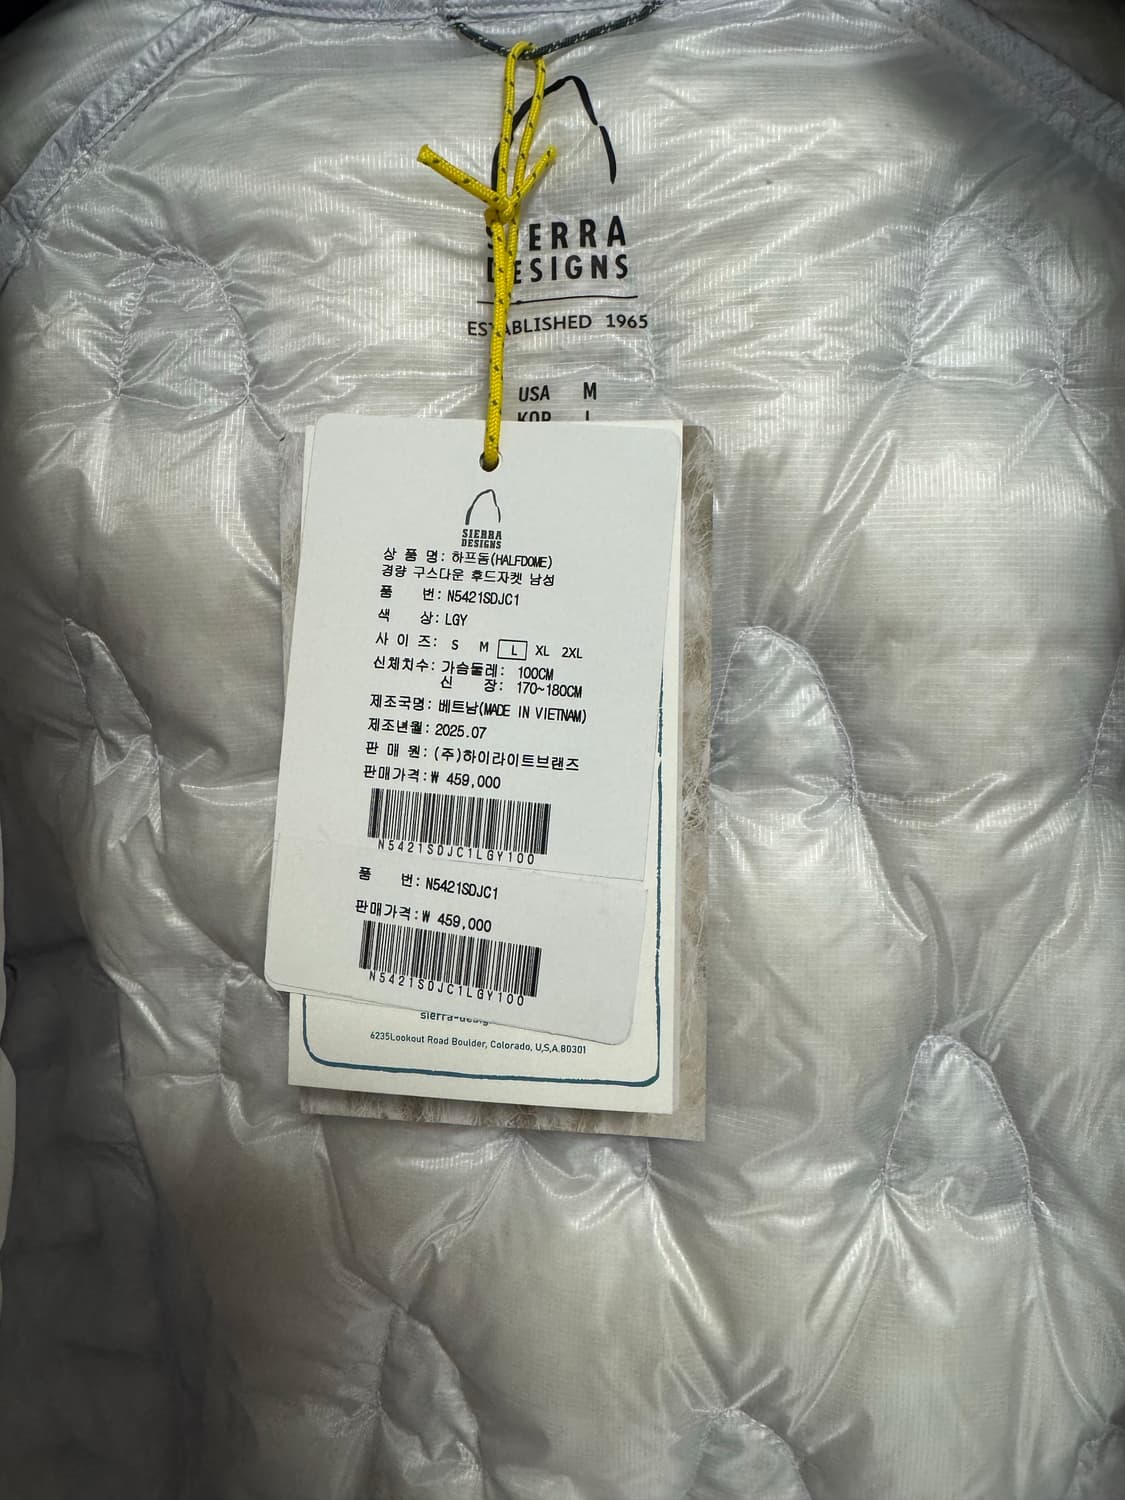 SIERRA
DESIGNS
ESTABLISHED 1965
USA M
KOR L
SIERRA
DESIGNS
상 품 명: 하프돔(HALFDOME)
경량 구스다운 후드자켓 남성
품 번: N5421SDJC1
색 상: LGY
사 이 즈: S M L XL 2XL
신체치수: 가슴둘레: 100CM
신 장: 170~180CM
제조국명: 베트남(MADE IN VIETNAM)
제조년월: 2025.07
판 매 원: (주)하이라이트브랜즈
판매가격:₩ 459,000
N5421SDJC1LGY100
품 번: N5421SDJC1
판매가격:₩ 459,000
N5421SDJC1LGY100
6235Lookout Road Boulder, Colorado, U,S,A.80301